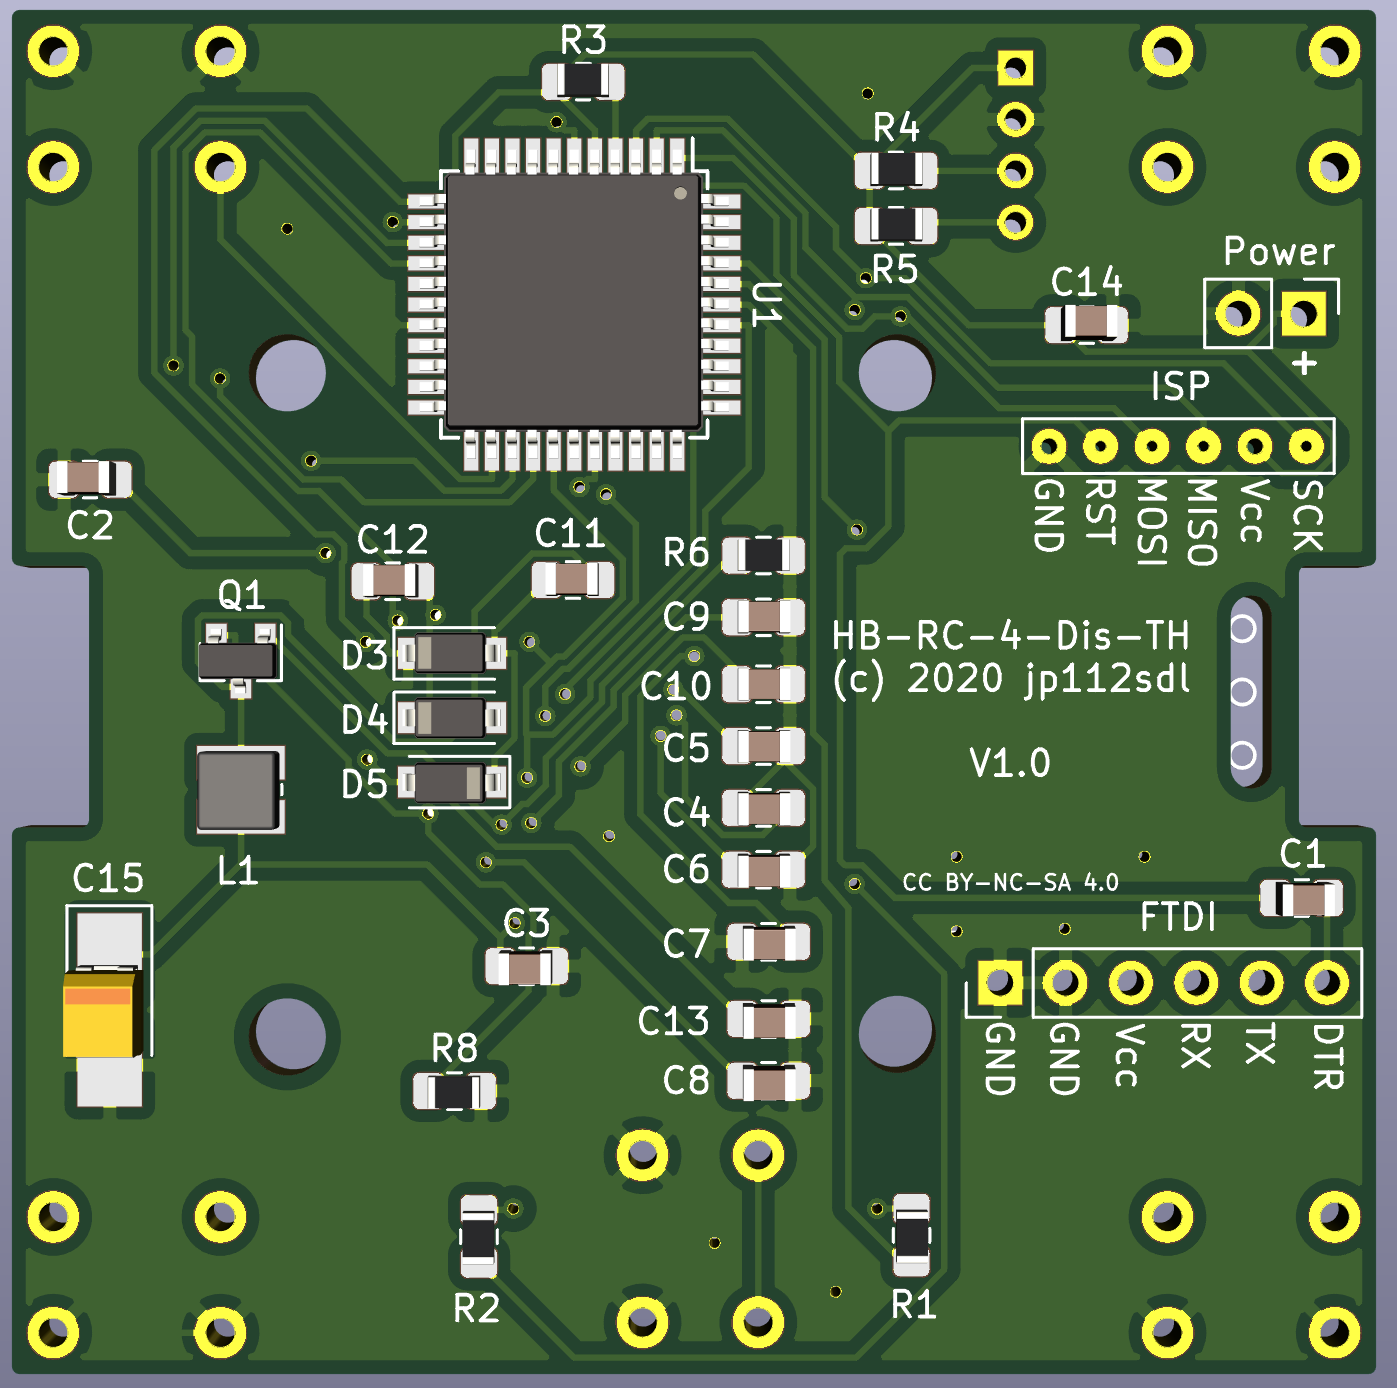 R3
R4
R5
U1
Power
C14
+
ISP
GND
RST
MOSI
MISO
Vcc
SCK
C2
C12
C11
R6
Q1
C9
HB-RC-4-Dis-TH
D3
C10
(c) 2020 jp112sdl
D4
C5
V1.0
D5
C4
L1
C6
C15
CC BY-NC-SA 4.0
C1
C3
C7
FTDI
C13
GND
GND
Vcc
RX
TX
DTR
R8
C8
R2
R1